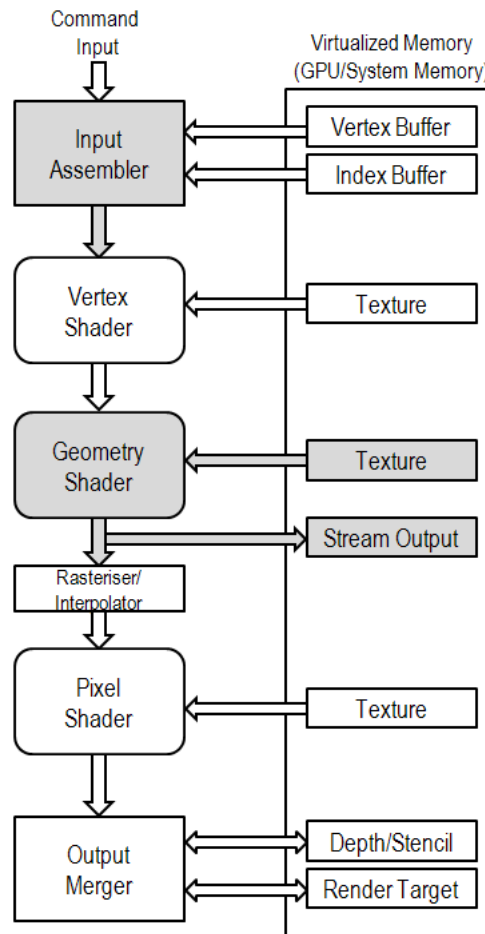 Command
Input
Virtualized Memory
(GPU/System Memory)
Input
Assembler
Vertex Buffer
Index Buffer
Vertex
Shader
Texture
Geometry
Shader
Texture
Stream Output
Rasteriser/
Interpolator
Pixel
Shader
Texture
Output
Merger
Depth/Stencil
Render Target